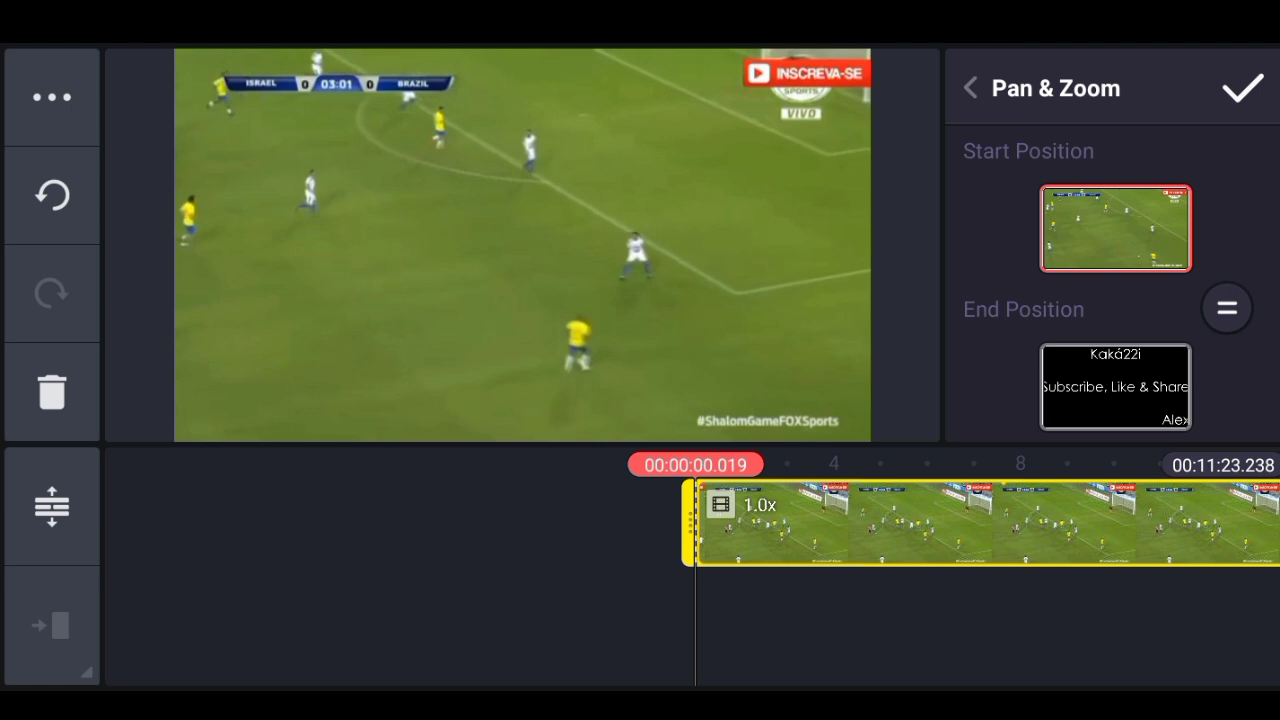 ISRAEL 0 03:01 0 BRAZIL
INSCREVA-SE
SPORTS
VIVO
#ShalomGameFOXSports
Pan & Zoom
Start Position
End Position
Kaká22i
Subscribe, Like & Share
Alex
00:00:00.019
4
8
00:11:23.238
1.0x